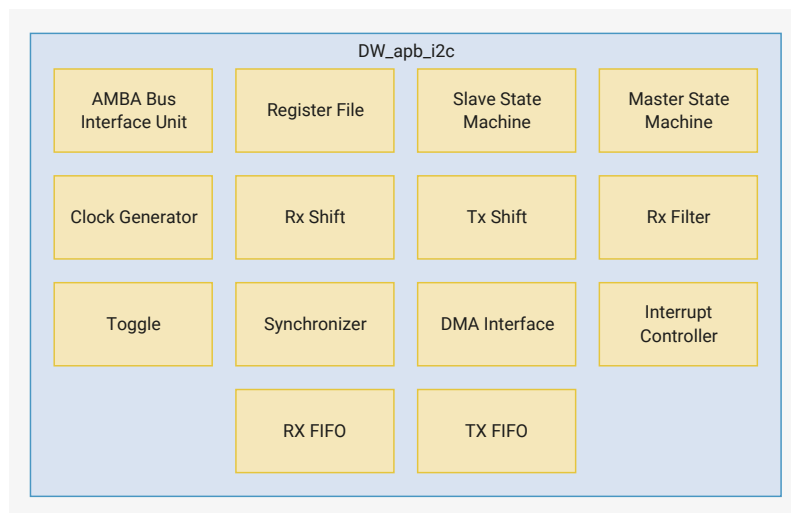 DW_apb_i2c
AMBA Bus
Interface Unit
Register File
Slave State
Machine
Master State
Machine
Clock Generator
Rx Shift
Tx Shift
Rx Filter
Toggle
Synchronizer
DMA Interface
Interrupt
Controller
RX FIFO
TX FIFO